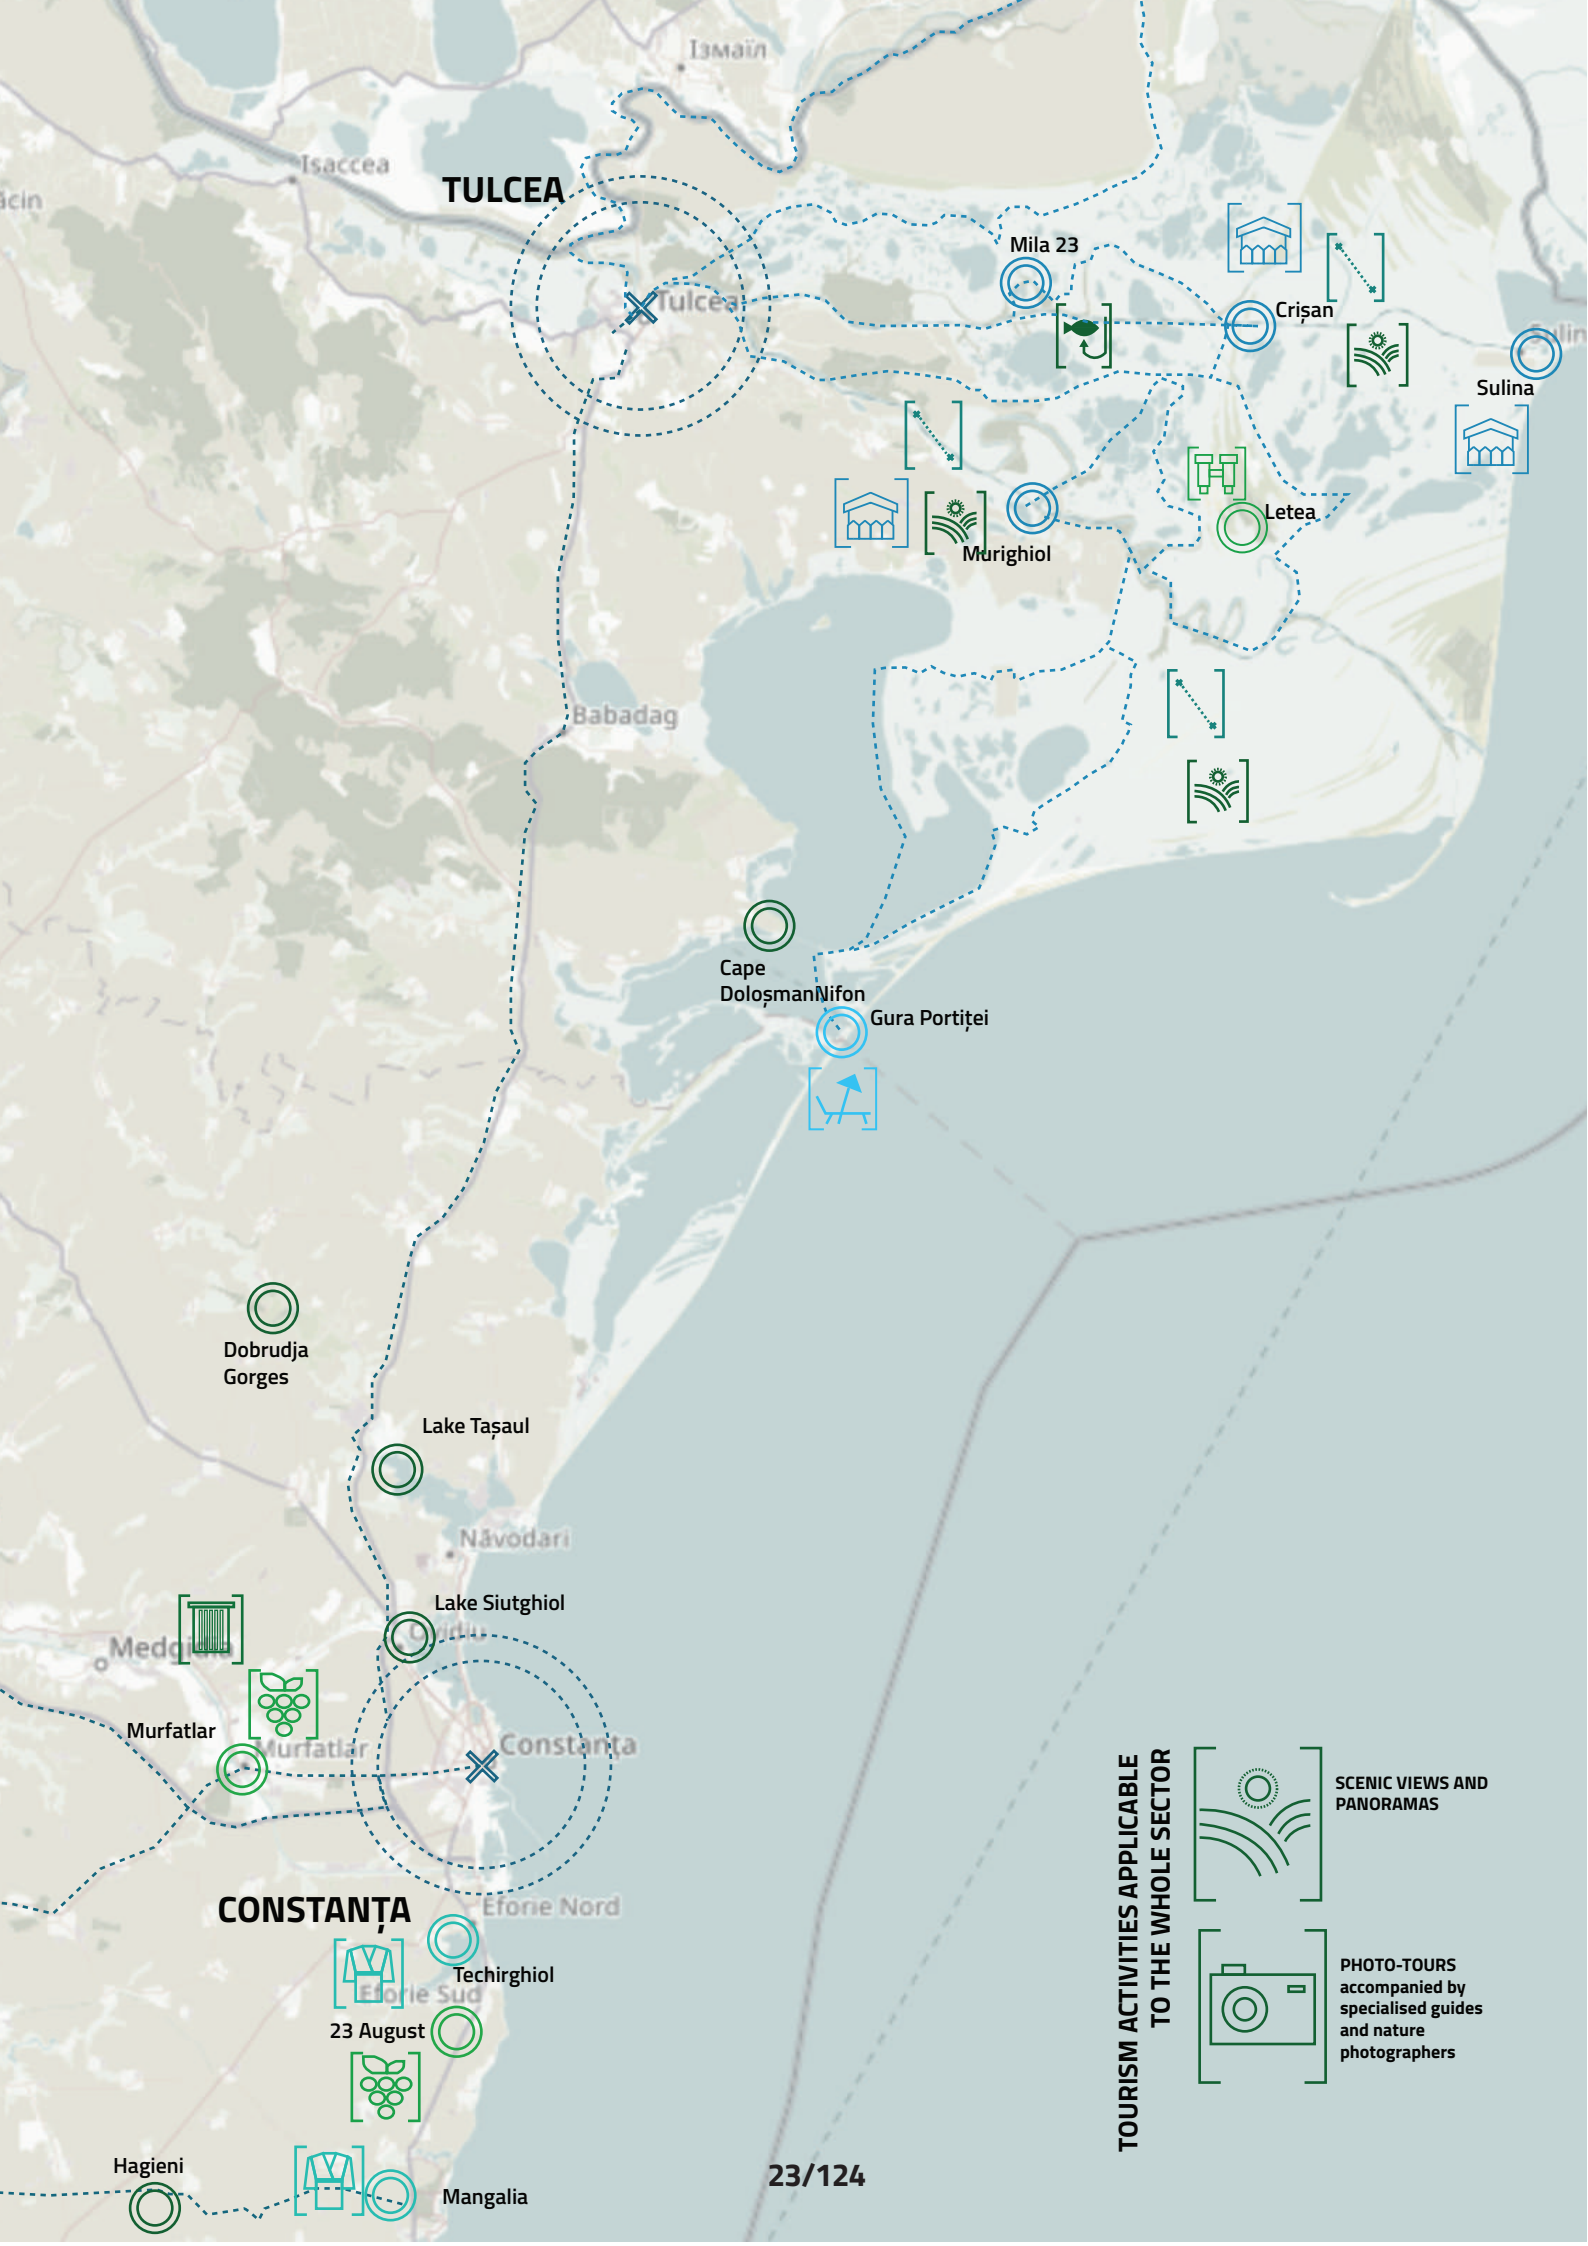 Ізмаїл
Isaccea
ăcin
TULCEA
Tulcea
Mila 23
Crișan
Sulina
Letea
Murighiol
Babadag
Cape
DoloșmanNifon
Gura Portiței
Dobrudja
Gorges
Lake Tașaul
Năvodari
Lake Siutghiol
Ovidiu
Medgidia
Murfatlar
Murfatlar
Constanța
CONSTANȚA
Eforie Nord
Techirghiol
Eforie Sud
23 August
Hagieni
Mangalia
TOURISM ACTIVITIES APPLICABLE
TO THE WHOLE SECTOR
SCENIC VIEWS AND
PANORAMAS
PHOTO-TOURS
accompanied by
specialised guides
and nature
photographers
23/124